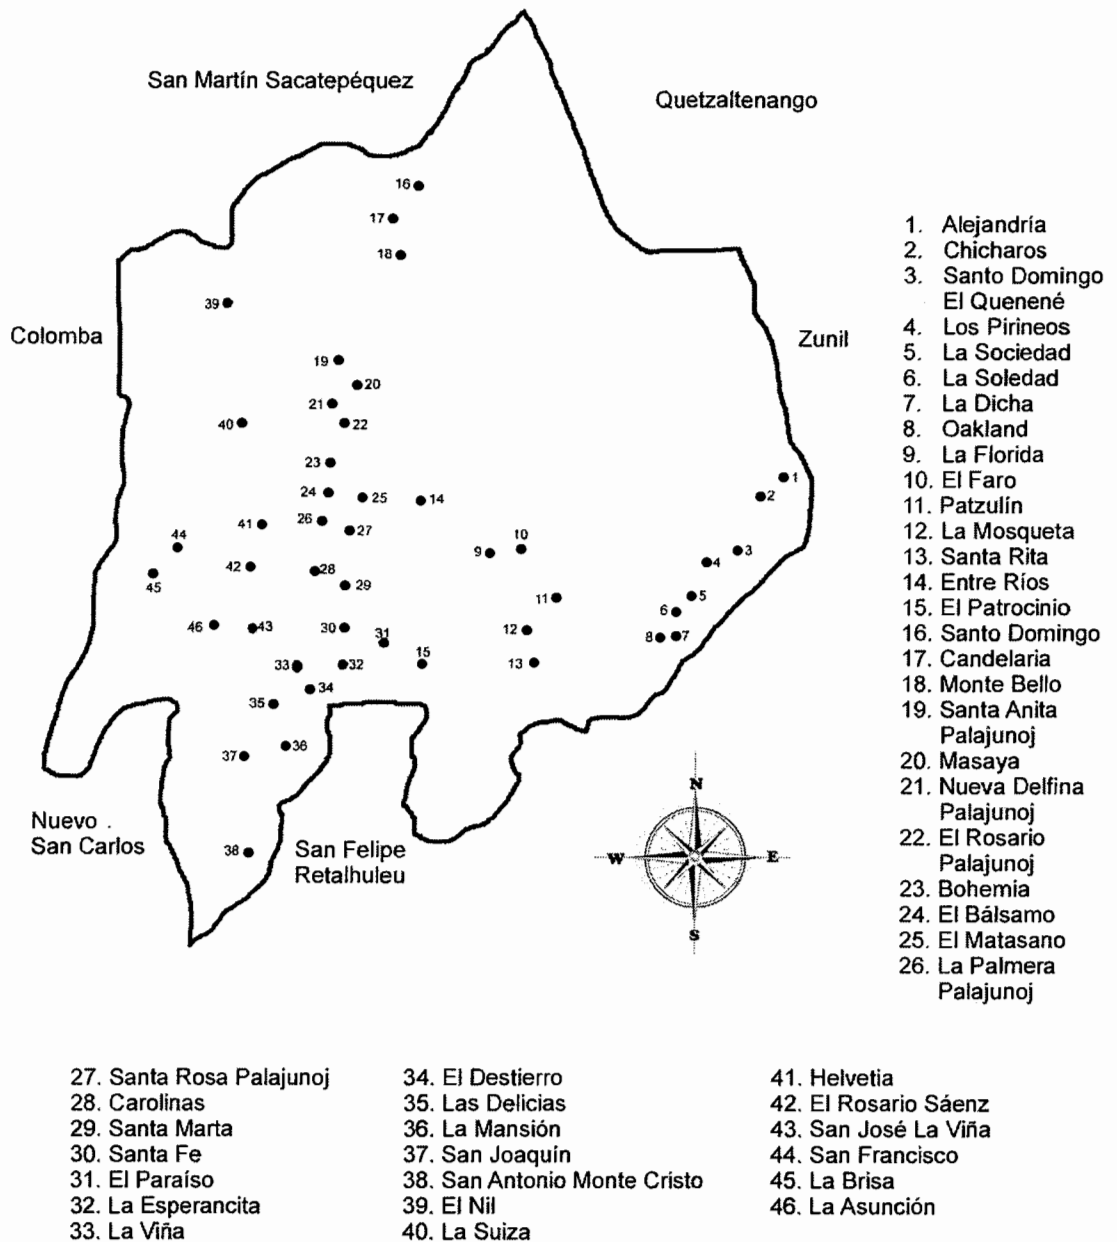 San Martín Sacatepéquez
Quetzaltenango
16
17
18
39
Colomba
Zunil
19
20
21
40
22
23
24
25
14
1
2
26
41
27
44
9
10
3
4
45
42
28
29
11
5
6
46
43
30
31
12
8
7
33
32
15
13
34
35
37
36
38
Nuevo .
San Carlos
San Felipe
Retalhuleu
N
W
E
S
1. Alejandría
2. Chicharos
3. Santo Domingo
El Quenené
4. Los Pirineos
5. La Sociedad
6. La Soledad
7. La Dicha
8. Oakland
9. La Florida
10. El Faro
11. Patzulín
12. La Mosqueta
13. Santa Rita
14. Entre Ríos
15. El Patrocinio
16. Santo Domingo
17. Candelaria
18. Monte Bello
19. Santa Anita
Palajunoj
20. Masaya
21. Nueva Delfina
Palajunoj
22. El Rosario
Palajunoj
23. Bohemia
24. El Bálsamo
25. El Matasano
26. La Palmera
Palajunoj
27. Santa Rosa Palajunoj
28. Carolinas
29. Santa Marta
30. Santa Fe
31. El Paraíso
32. La Esperancita
33. La Viña
34. El Destierro
35. Las Delicias
36. La Mansión
37. San Joaquín
38. San Antonio Monte Cristo
39. El Nil
40. La Suiza
41. Helvetia
42. El Rosario Sáenz
43. San José La Viña
44. San Francisco
45. La Brisa
46. La Asunción